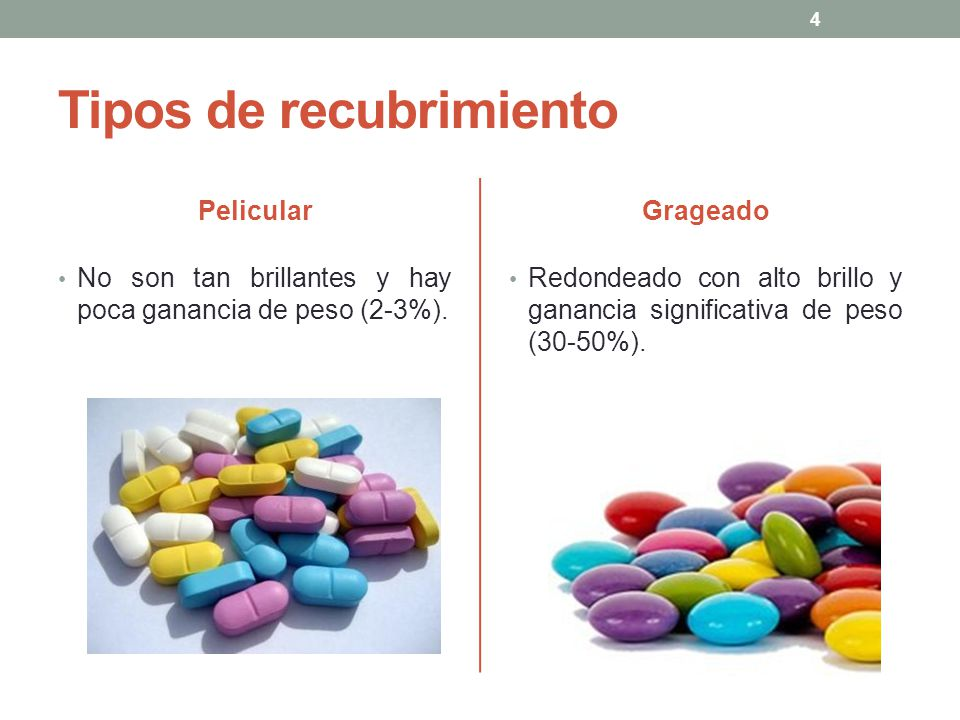 4
Tipos de recubrimiento
Pelicular
• No son tan brillantes y hay
poca ganancia de peso (2-3%).
Grageado
• Redondeado con alto brillo y
ganancia significativa de peso
(30-50%).